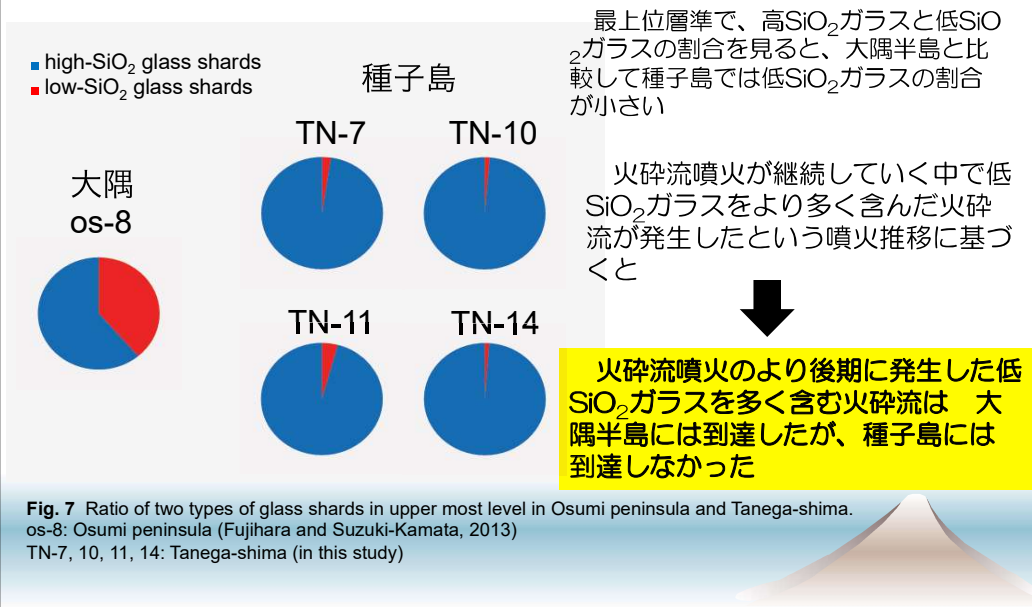 high-SiO2 glass shards
low-SiO2 glass shards
種子島
TN-7
TN-10
大隅
os-8
TN-11
TN-14
最上位層準で、高SiO2ガラスと低SiO
2ガラスの割合を見ると、大隅半島と比
較して種子島では低SiO2ガラスの割合
が小さい
火砕流噴火が継続していく中で低
SiO2ガラスをより多く含んだ火砕
流が発生したという噴火推移に基づ
くと
火砕流噴火のより後期に発生した低
SiO2ガラスを多く含む火砕流は　大
隅半島には到達したが、種子島には
到達しなかった
Fig. 7 Ratio of two types of glass shards in upper most level in Osumi peninsula and Tanega-shima.
os-8: Osumi peninsula (Fujihara and Suzuki-Kamata, 2013)
TN-7, 10, 11, 14: Tanega-shima (in this study)